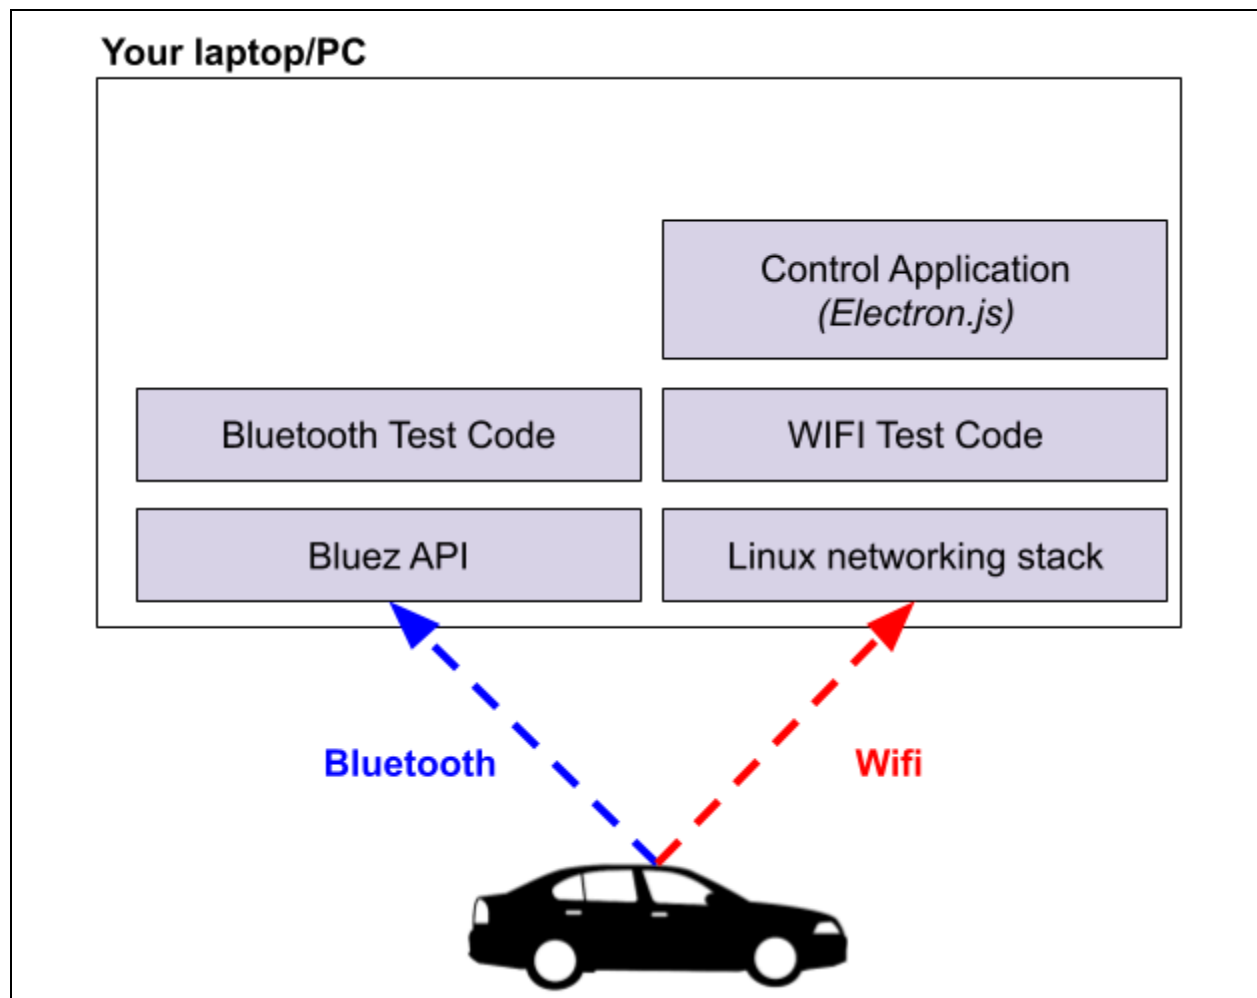 Your laptop/PC
Control Application
(Electron.js)
Bluetooth Test Code
WIFI Test Code
Bluez API
Linux networking stack
Bluetooth
Wifi